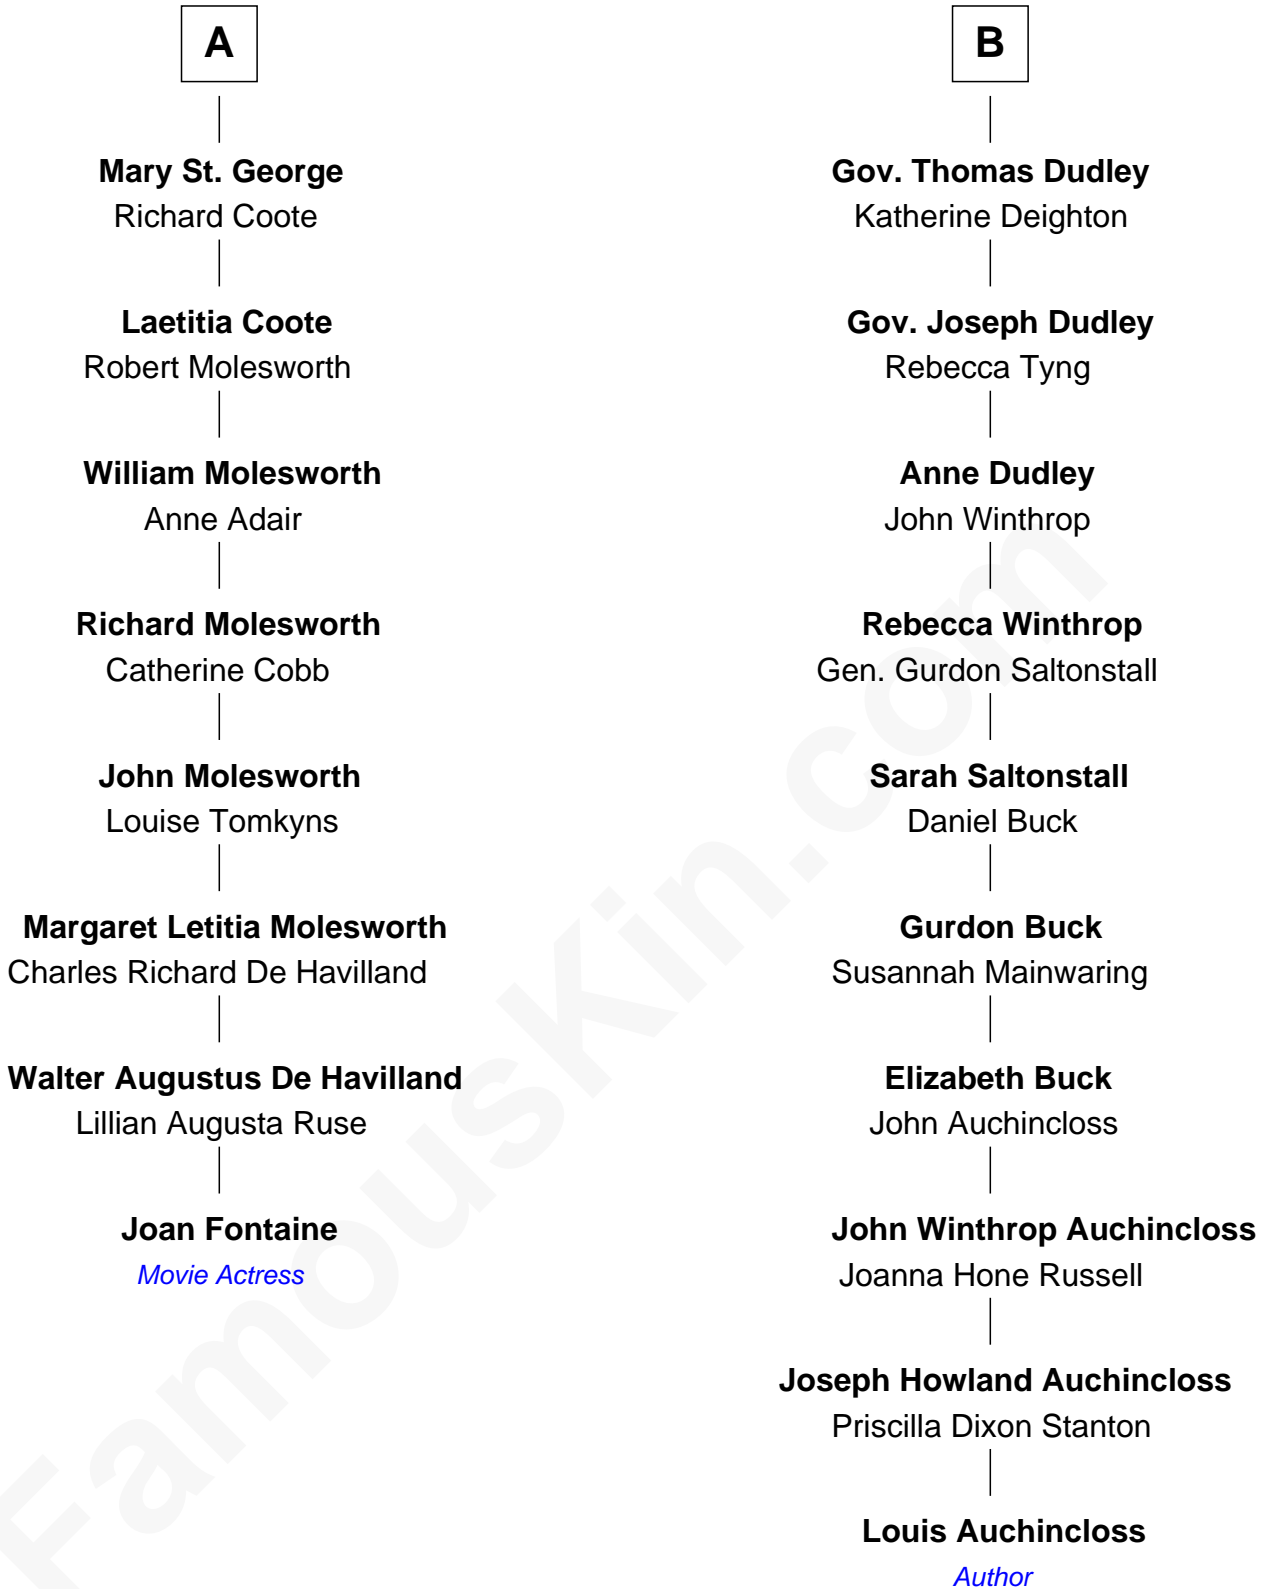 A
Mary St. George
Richard Coote
Laetitia Coote
Robert Molesworth
William Molesworth
Anne Adair
Richard Molesworth
Catherine Cobb
John Molesworth
Louise Tomkyns
Margaret Letitia Molesworth
Charles Richard De Havilland
Walter Augustus De Havilland
Lillian Augusta Ruse
Joan Fontaine
Movie Actress
B
Gov. Thomas Dudley
Katherine Deighton
Gov. Joseph Dudley
Rebecca Tyng
Anne Dudley
John Winthrop
Rebecca Winthrop
Gen. Gurdon Saltonstall
Sarah Saltonstall
Daniel Buck
Gurdon Buck
Susannah Mainwaring
Elizabeth Buck
John Auchincloss
John Winthrop Auchincloss
Joanna Hone Russell
Joseph Howland Auchincloss
Priscilla Dixon Stanton
Louis Auchincloss
Author
FamousKin.com